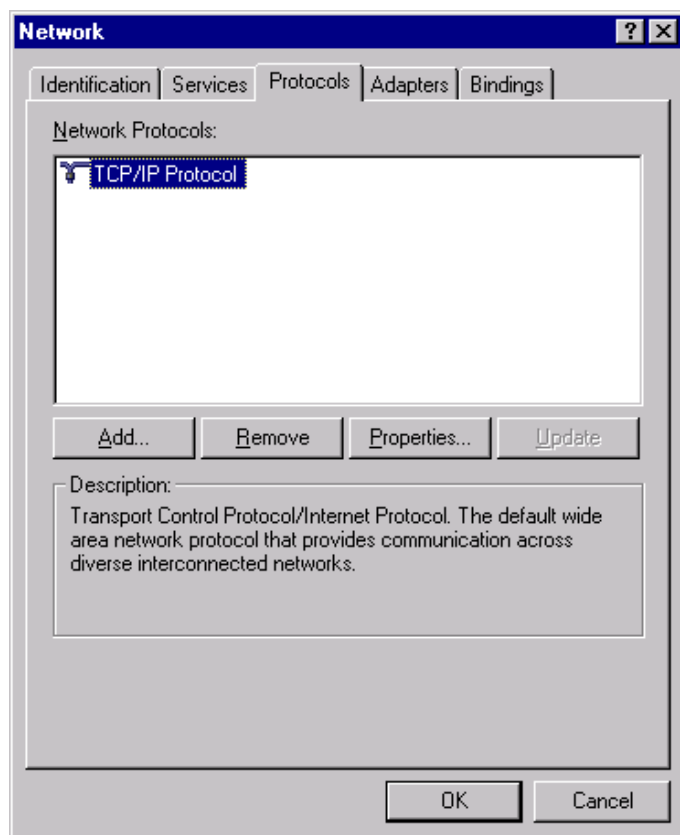 Network
Identification Services Protocols Adapters Bindings
Network Protocols:
TCP/IP Protocol
Add... Remove Properties... Update
Description:
Transport Control Protocol/Internet Protocol. The default wide
area network protocol that provides communication across
diverse interconnected networks.
OK Cancel